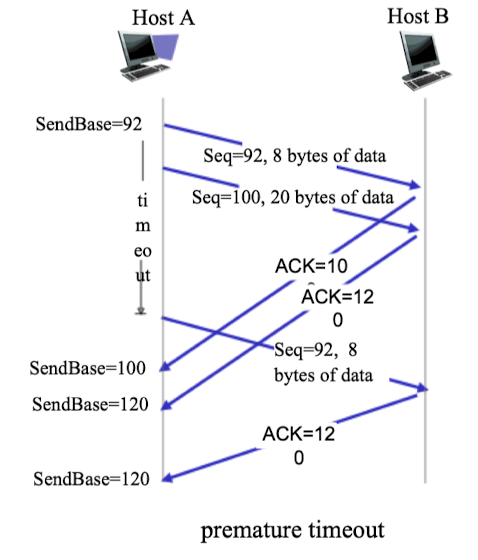 Host A
Host B
SendBase=92
Seq=92, 8 bytes of data
Seq=100, 20 bytes of data
ti
m
eo
ut
ACK=10
ACK=12
0
Seq=92, 8
bytes of data
SendBase=100
SendBase=120
ACK=12
0
SendBase=120
premature timeout